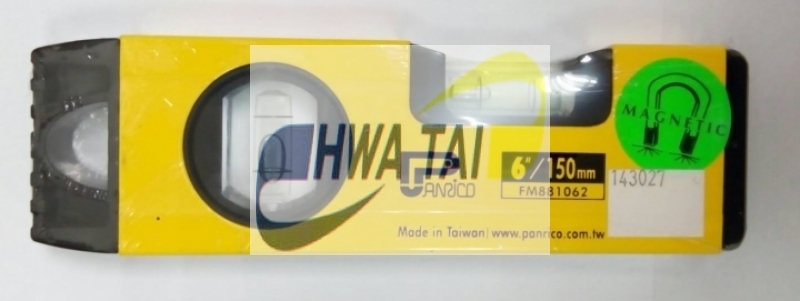 MAGNETIC
HWA TAI
PANRICO
6"/150mm
FM881062
143027
Made in Taiwan | www.panrico.com.tw